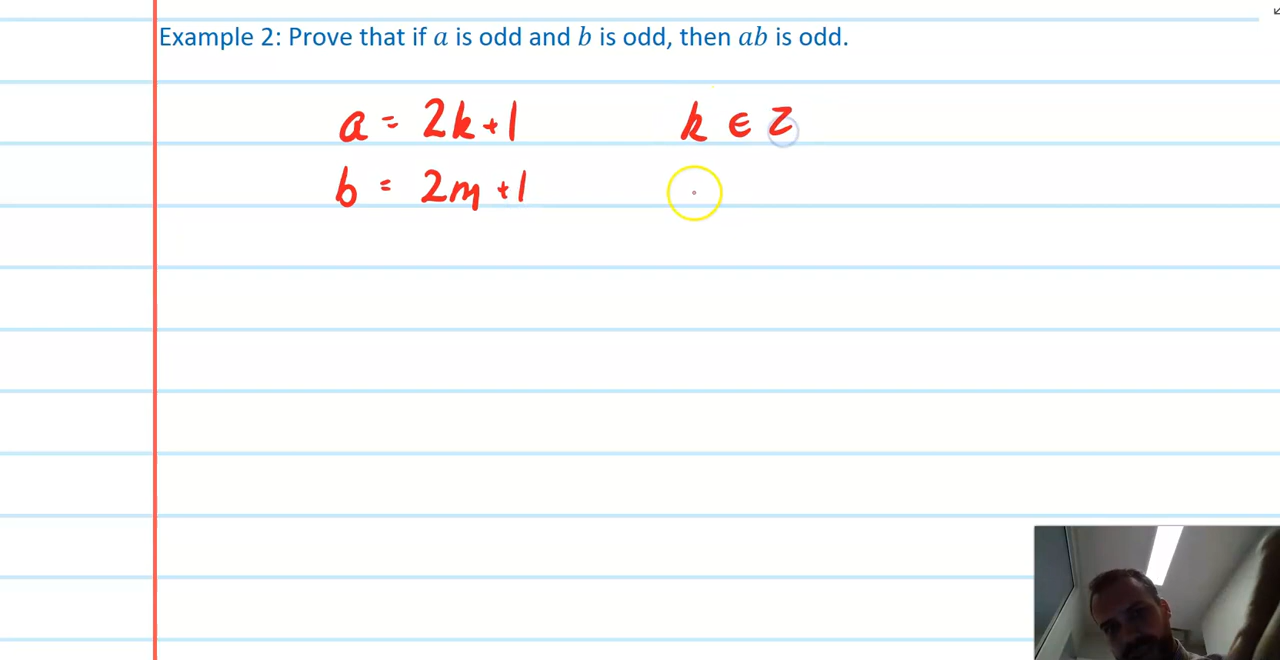 Example 2: Prove that if a is odd and b is odd, then ab is odd.
a = 2k+1 k ∈ Z
b = 2m+1